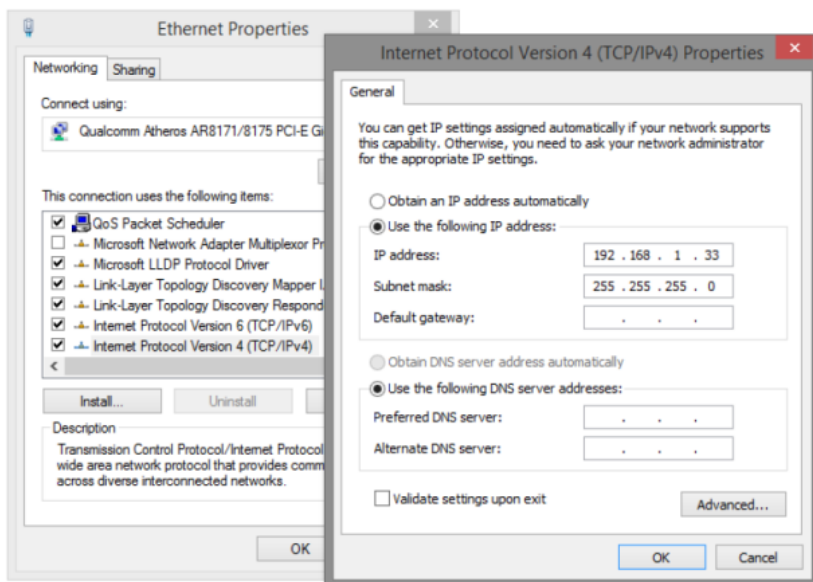 Ethernet Properties
Networking
Sharing
Connect using:
Qualcomm Atheros AR8171/8175 PCI-E
This connection uses the following items:
QoS Packet Scheduler
Microsoft Network Adapter Multiplexor
Microsoft LLDP Protocol Driver
Link-Layer Topology Discovery Mapper
Link-Layer Topology Discovery
Internet Protocol Version 6 (TCP/IPv6)
Internet Protocol Version 4 (TCP/IPv4)
Install...
Uninstall
Description
Transmission Control Protocol/Internet Protocol
wide area network protocol that provides
across diverse interconnected networks.
OK
Internet Protocol Version 4 (TCP/IPv4) Properties
General
You can get IP settings assigned automatically if your network supports
this capability. Otherwise, you need to ask your network administrator
for the appropriate IP settings.
Obtain an IP address automatically
Use the following IP address:
IP address:
192 . 168 . 1 . 33
Subnet mask:
255 . 255 . 255 . 0
Default gateway:
. . .
Obtain DNS server address automatically
Use the following DNS server addresses:
Preferred DNS server:
. . .
Alternate DNS server:
. . .
Validate settings upon exit
Advanced...
OK
Cancel